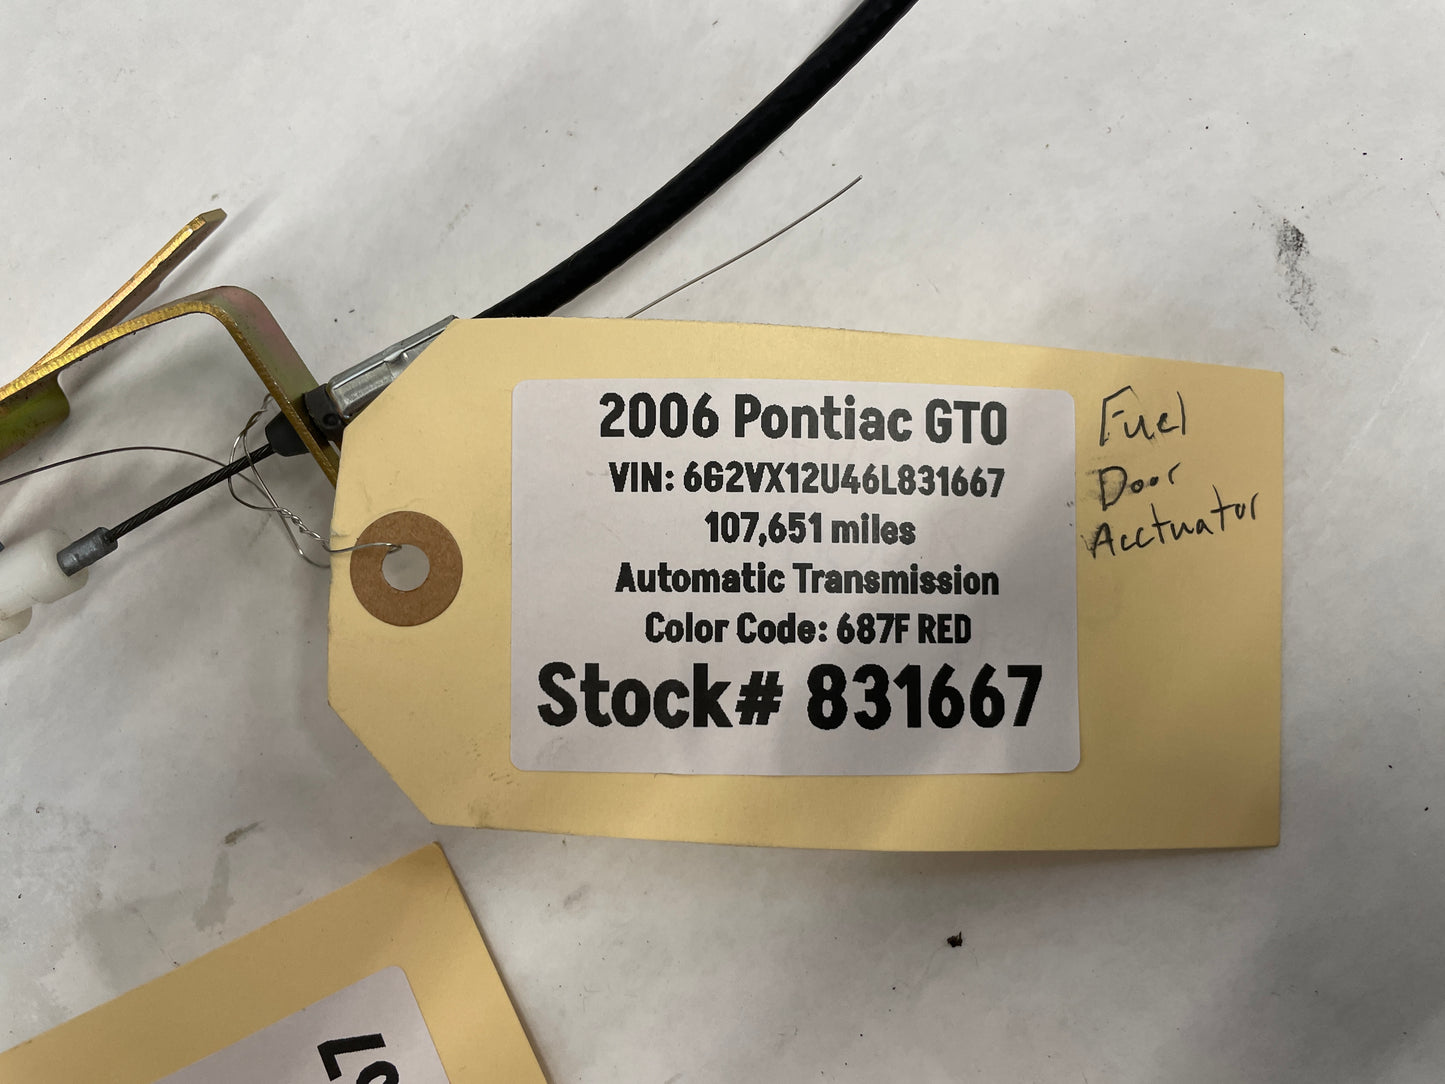 2006 Pontiac GTO
VIN: 6G2VX12U46L831667
107,651 miles
Automatic Transmission
Color Code: 687F RED
Stock# 831667
Fuel
Door
Acctuator
67